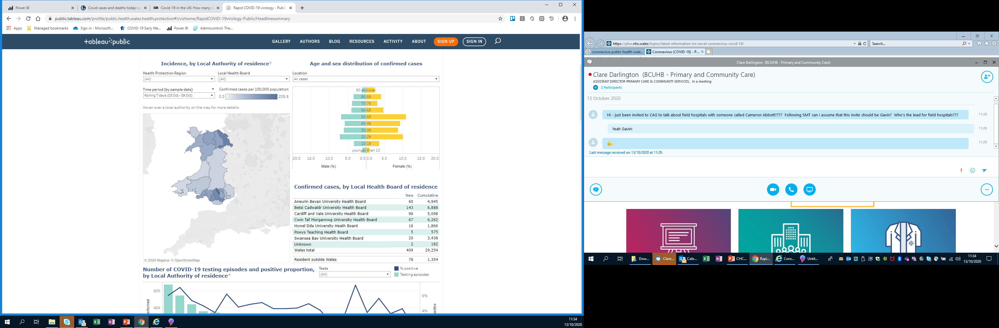 Power BI
Covid cases and deaths today: co
Covid-19 in the UK: How many c
Rapid COVID-19 virology - Public
public.tableau.com/profile/public.health.wales.health.protection#!/vizhome/RapidCOVID-19virology-Public/Headlinesummary
Apps
Managed bookmarks
Sign in - Microsoft...
COVID-19 Early Wa...
Power BI
Admincontrol: The...
+ableau+public
GALLERY
AUTHORS
BLOG
RESOURCES
ACTIVITY
ABOUT
SIGN UP
SIGN IN
Incidence, by Local Authority of residence*
Health Protection Region
(All)
Local Health Board
(All)
Time period (by sample date)
Rolling 7 days (03 Oct - 09 Oct)
Confirmed cases per 100,000 population
0.0
205.5
Hover over a local authority on the map for more details:
© 2020 Mapbox © OpenStreetMap
Age and sex distribution of confirmed cases
Location
All cases
90 and over
80-89
70-79
60-69
50-59
40-49
30-39
20-29
10-19
younger than 10
20.0 15.0 10.0 5.0 0.0 0.0 5.0 10.0 15.0 20.0
Male (%)
Female (%)
Confirmed cases, by Local Health Board of residence
New Cumulative
Aneurin Bevan University Health Board 60 4,945
Betsi Cadwaldr University Health Board 143 6,888
Cardiff and Vale University Health Board 96 5,098
Cwm Taf Morgannwg University Health Board 67 6,262
Hywel Dda University Heath Board 16 1,866
Powys Teaching Health Board 5 575
Swansea Bay University Health Board 20 3,438
Unknown 2 182
Wales total 409 29,254
Resident outside Wales 78 1,354
Number of COVID-19 testing episodes and positive proportion,
by Local Authority of residence*
Tests
(All)
% positive
Testing episodes
60K
40K
6%
4%
erformed
ositive
11:34
13/10/2020
https://phw.nhs.wales/topics/latest-information-on-novel-coronavirus-covid-19/
Search...
coronavirus public health wale...
Coronavirus (COVID-19) - P...
Clare Darlington (BCUHB - Primary and Community Care)
Clare Darlington (BCUHB - Primary and Community Care)
ASSISTANT DIRECTOR PRIMARY CARE & COMMUNITY SERVICES, In a meeting
2 Participants
13 October 2020
Hi - just been invited to CAG to talk about field hospitals with someone called Cameron Abbott???? Following SMT can I assume that this invite should be Gavin? Who's the lead for field hospitals???
11:28
Yeah Gavin!
11:28
11:29
Last message received on 13/10/2020 at 11:29.
Dow...
Clare...
Cale...
CHC...
Rapi...
Coro...
Untit...
11:34
13/10/2020